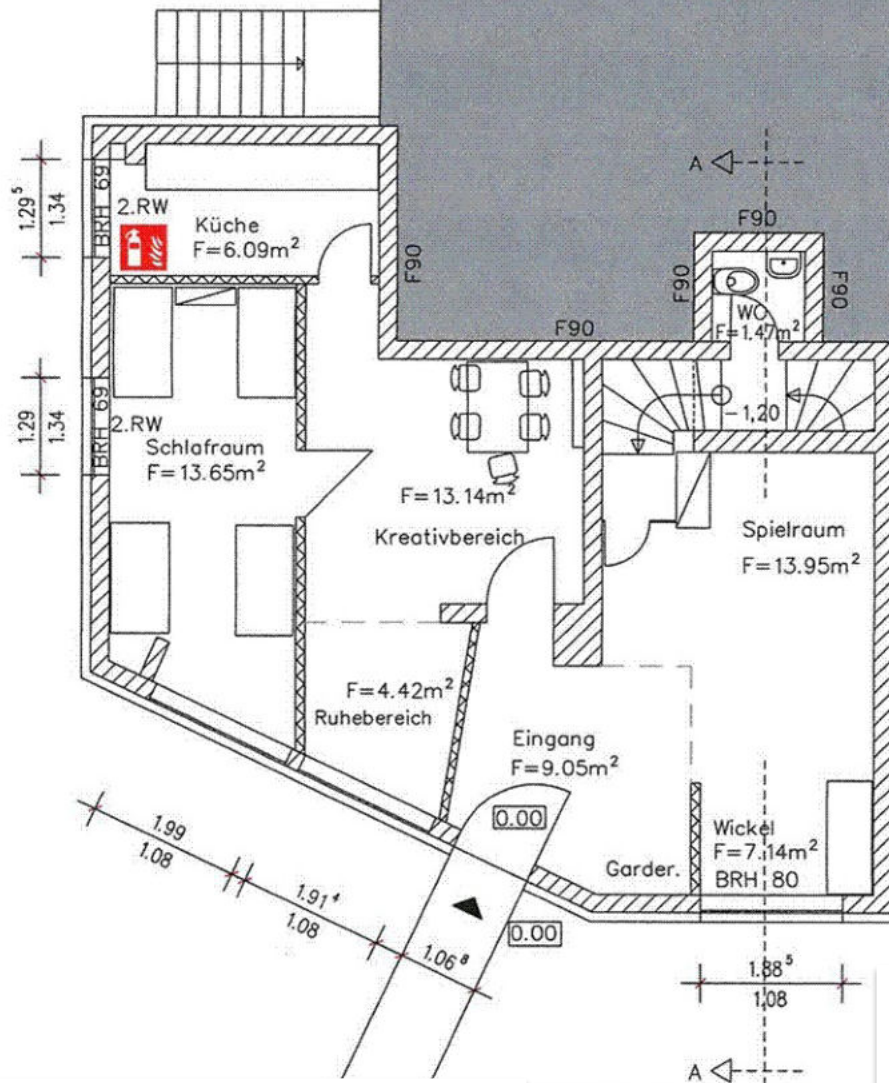 A
1.29⁵
1.34
BRH 69
2.RW
Küche
F=6.09m²
F90
F90
F90
F90
F90
WC
F=1.47m²
-1,20
1.29
1.34
BRH 69
2.RW
Schlafraum
F=13.65m²
F=13.14m²
Kreativbereich
Spielraum
F=13.95m²
F=4.42m²
Ruhebereich
Eingang
F=9.05m²
0.00
Wickel
F=7.14m²
BRH 80
Garder.
1.99
1.08
1.91⁴
1.08
1.06⁸
0.00
1.88⁵
1,08
A